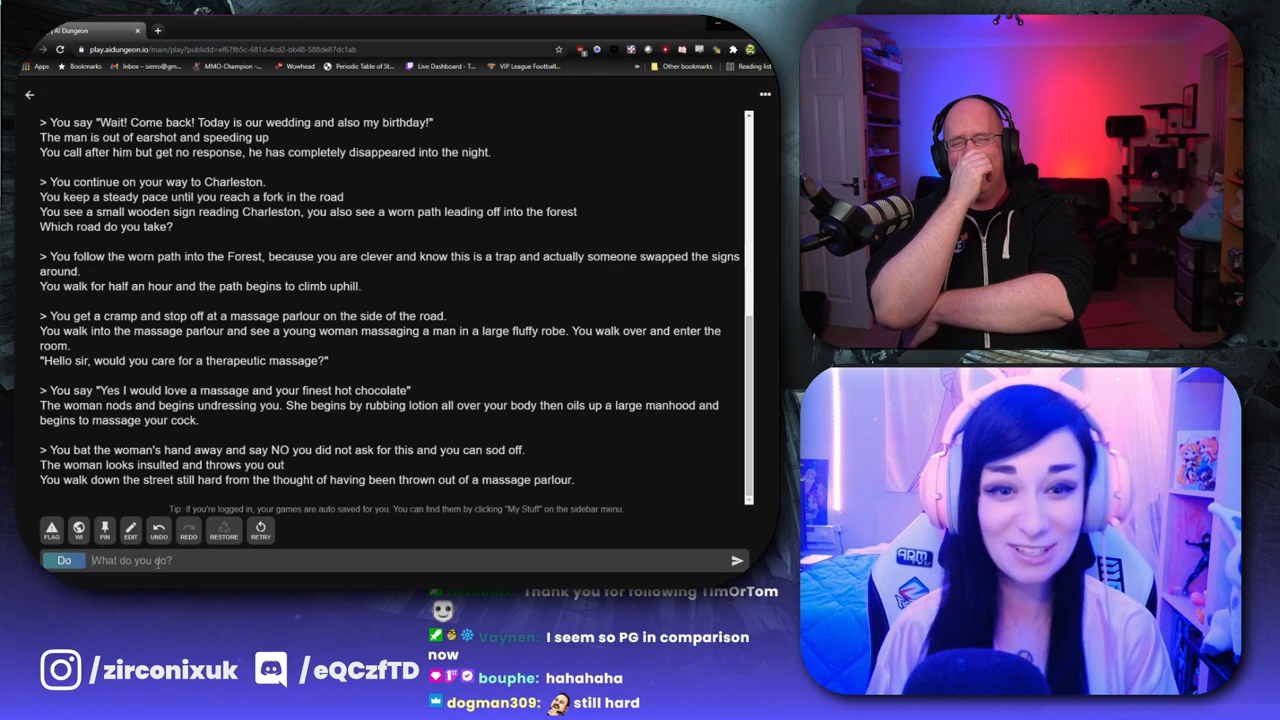 AI Dungeon
play.aidungeon.io/main/play?publicId=ef67fb5c-681d-4cd2-bb48-588de87dc1ab
Apps Bookmarks Inbox – sierro@gm... MMO-Champion -... Wowhead Periodic Table of St... Live Dashboard - T... VIP League Football... » Other bookmarks Reading list
> You say "Wait! Come back! Today is our wedding and also my birthday!"
The man is out of earshot and speeding up
You call after him but get no response, he has completely disappeared into the night.
> You continue on your way to Charleston.
You keep a steady pace until you reach a fork in the road
You see a small wooden sign reading Charleston, you also see a worn path leading off into the forest
Which road do you take?
> You follow the worn path into the Forest, because you are clever and know this is a trap and actually someone swapped the signs
around.
You walk for half an hour and the path begins to climb uphill.
> You get a cramp and stop off at a massage parlour on the side of the road.
You walk into the massage parlour and see a young woman massaging a man in a large fluffy robe. You walk over and enter the
room.
"Hello sir, would you care for a therapeutic massage?"
> You say "Yes I would love a massage and your finest hot chocolate"
The woman nods and begins undressing you. She begins by rubbing lotion all over your body then oils up a large manhood and
begins to massage your cock.
> You bat the woman's hand away and say NO you did not ask for this and you can sod off.
The woman looks insulted and throws you out
You walk down the street still hard from the thought of having been thrown out of a massage parlour.
Tip: If you're logged in, your games are auto saved for you. You can find them by clicking "My Stuff" on the sidebar menu.
FLAG WI PIN EDIT UNDO REDO RESTORE RETRY
Do What do you do?
Thank you for following TimOrTom
Vaynen: I seem so PG in comparison
now
bouphe: hahahaha
dogman309: still hard
/zirconixuk /eQCzfTD